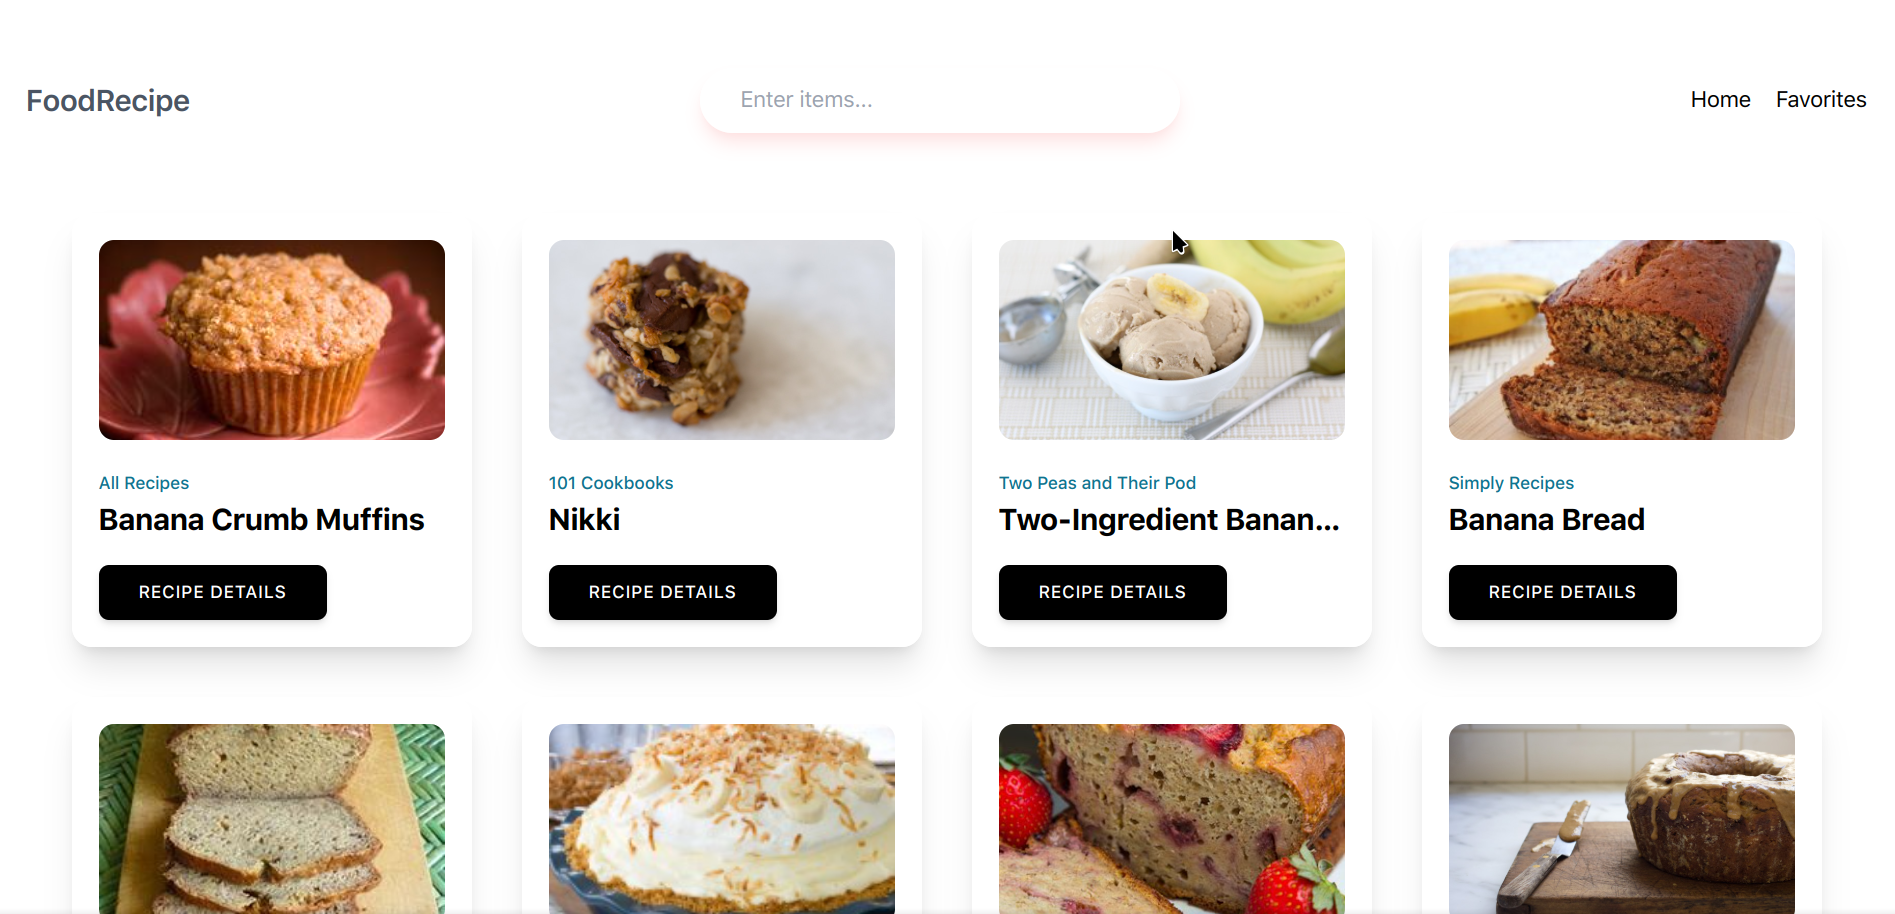 FoodRecipe
Enter items...
Home
Favorites
All Recipes
Banana Crumb Muffins
RECIPE DETAILS
101 Cookbooks
Nikki
RECIPE DETAILS
Two Peas and Their Pod
Two-Ingredient Banan...
RECIPE DETAILS
Simply Recipes
Banana Bread
RECIPE DETAILS